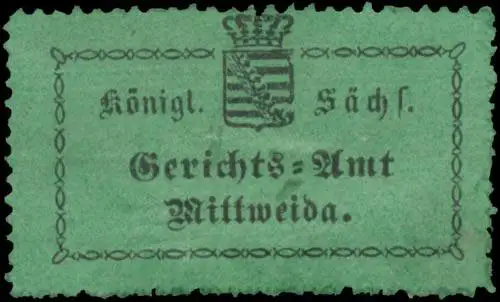 Königl. Sächs.
Gerichts=Amt
Mittweida.